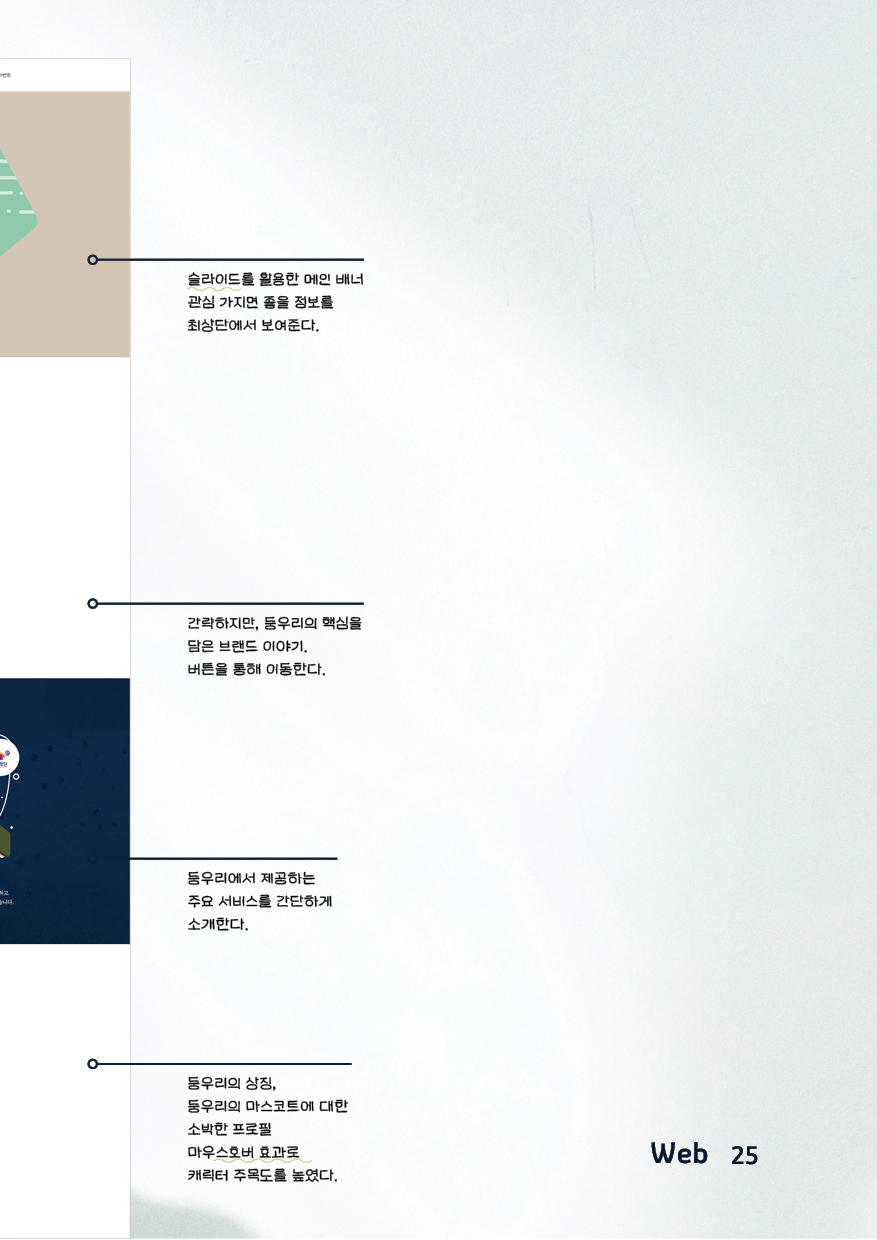 슬라이드를 활용한 메인 배너
관심 가지면 좋을 정보를
최상단에서 보여준다.
간략하지만, 둥우리의 핵심을
담은 브랜드 이야기.
버튼을 통해 이동한다.
둥우리에서 제공하는
주요 서비스를 간단하게
소개한다.
둥우리의 상징,
둥우리의 마스코트에 대한
소박한 프로필
마우스호버 효과로
캐릭터 주목도를 높였다.
Web 25